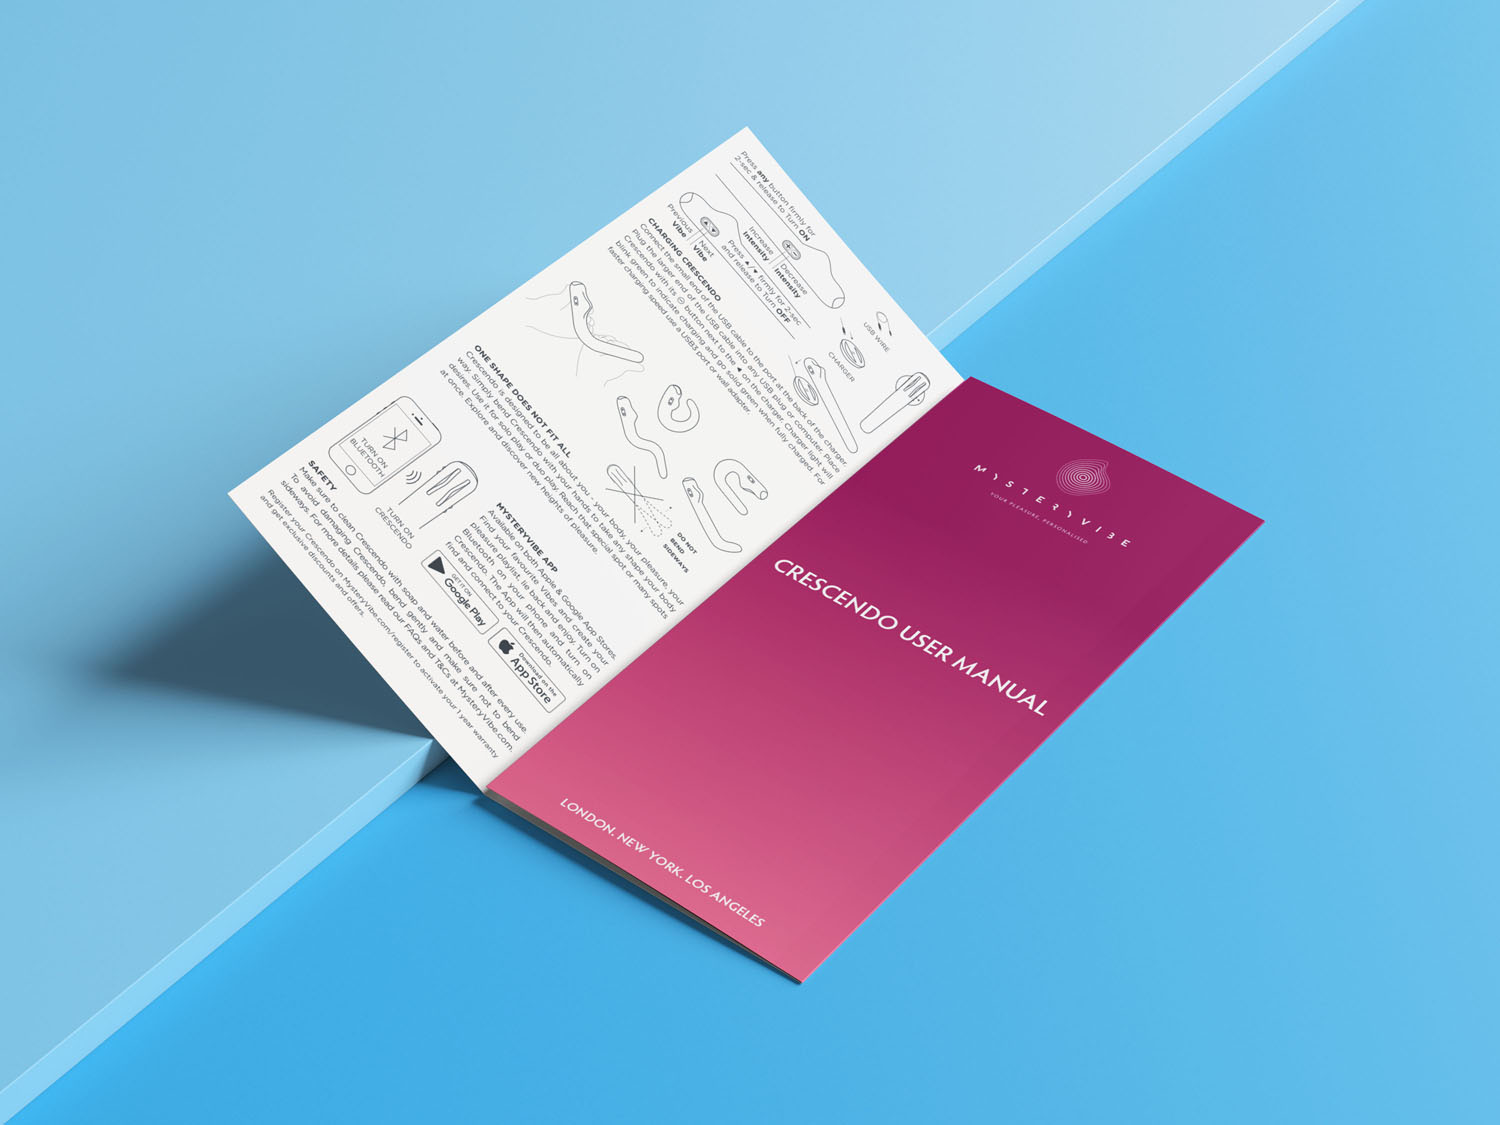 Press any button firmly for
2-sec & release to Turn ON
Previous
Vibe
Next
Vibe
Increase
Intensity
Decrease
Intensity
Press ▲/▼ firmly for 2-sec
and release to Turn OFF
CHARGING CRESCENDO
Connect the small end of the USB cable to the port at the back of the charger.
Plug the larger end of the USB cable into any USB plug or computer. Place
Crescendo with its ⊖ button next to the ◀ on the charger. Charger light will
blink green to indicate charging and go solid green when fully charged. For
faster charging speed use a USB3 port or wall adapter.
USB WIRE
CHARGER
ONE SHAPE DOES NOT FIT ALL
Crescendo is designed to be all about you - your body, your pleasure, your
way. Simply bend Crescendo with your hands to take any shape your body
desires. Use it for solo play or duo play. Reach that special spot or many spots
at once. Explore and discover new heights of pleasure.
DO NOT
BEND
SIDEWAYS
TURN ON
BLUETOOTH
TURN ON
CRESCENDO
MYSTERYVIBE APP
Available on both Apple & Google App Stores.
Find your favourite Vibes and create your
pleasure playlist, lie back and enjoy. Turn on
Bluetooth on your phone and turn on
Crescendo. The App will then automatically
find and connect to your Crescendo.
GET IT ON
Google Play
Download on the
App Store
SAFETY
Make sure to clean Crescendo with soap and water before and after every use.
To avoid damaging Crescendo, bend gently and make sure not to bend
sideways. For more details please read our FAQs and T&Cs at MysteryVibe.com.
Register your Crescendo on MysteryVibe.com/register to activate your 1 year warranty
and get exclusive discounts and offers.
MYSTERYVIBE
YOUR PLEASURE, PERSONALISED
CRESCENDO USER MANUAL
LONDON. NEW YORK. LOS ANGELES